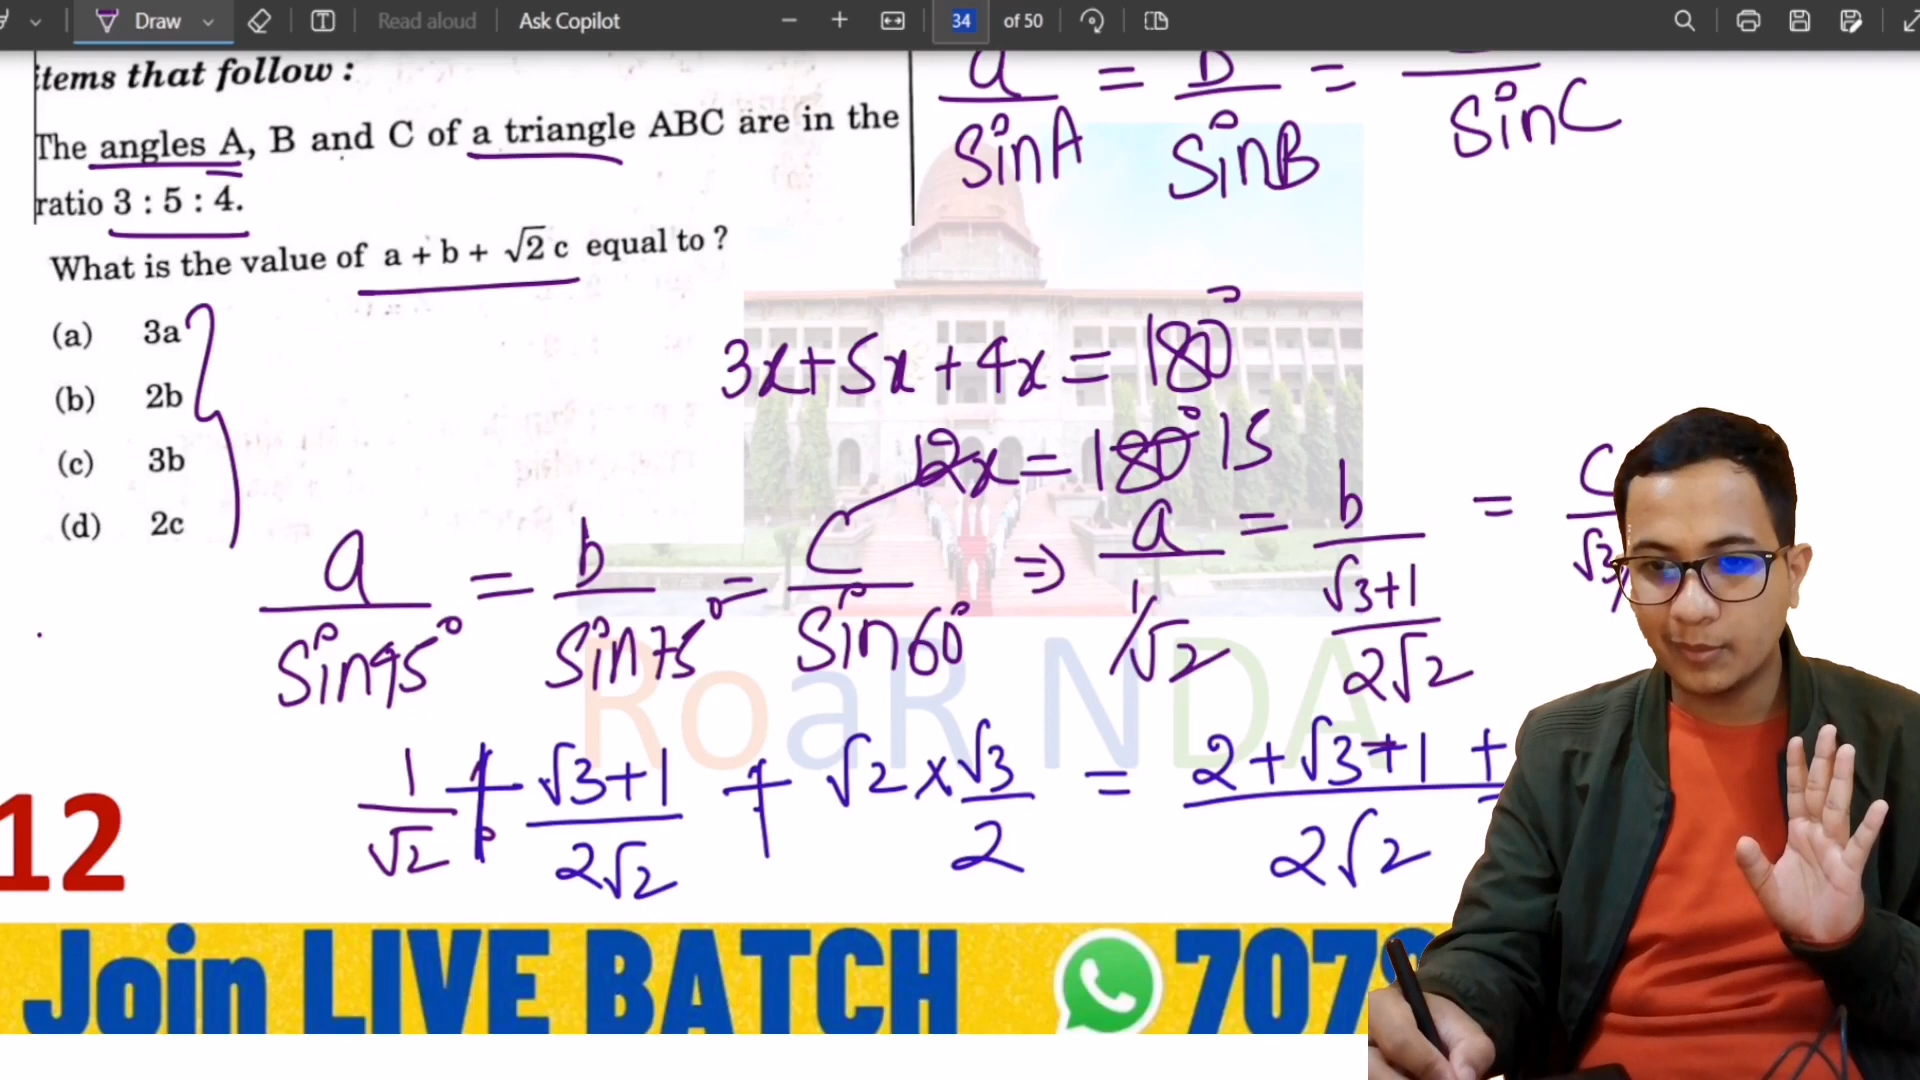 Draw
Read aloud
Ask Copilot
34 of 50
items that follow :
The angles A, B and C of a triangle ABC are in the
ratio 3 : 5 : 4.
What is the value of a + b + √2 c equal to ?
(a) 3a
(b) 2b
(c) 3b
(d) 2c
a/SinA = b/SinB = /SinC
3x+5x+4x = 180°
12x = 180° 15
a/Sin45° = b/Sin75° = C/Sin60° ⇒ a/1/√2 = b/√3+1/2√2 = C/√3
1/√2 + √3+1/2√2 + √2 × √3/2 = 2+√3+1+/2√2
RoaR NDA
12
Join LIVE BATCH
707